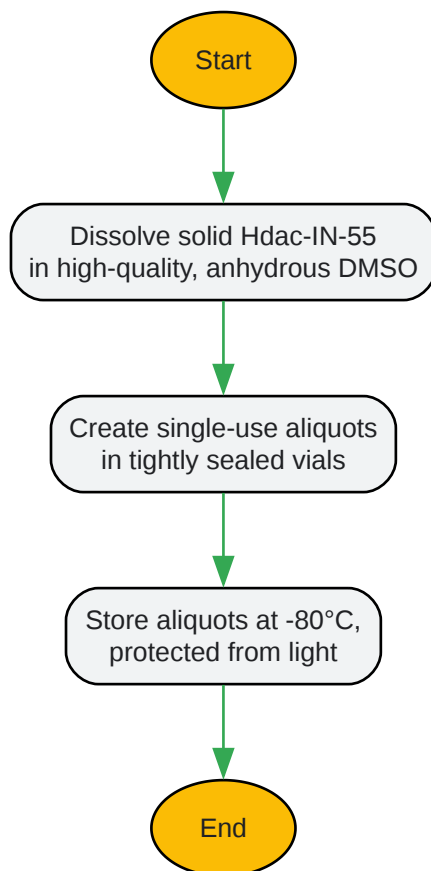 Start
Dissolve solid Hdac-IN-55
in high-quality, anhydrous DMSO
Create single-use aliquots
in tightly sealed vials
Store aliquots at -80°C,
protected from light
End